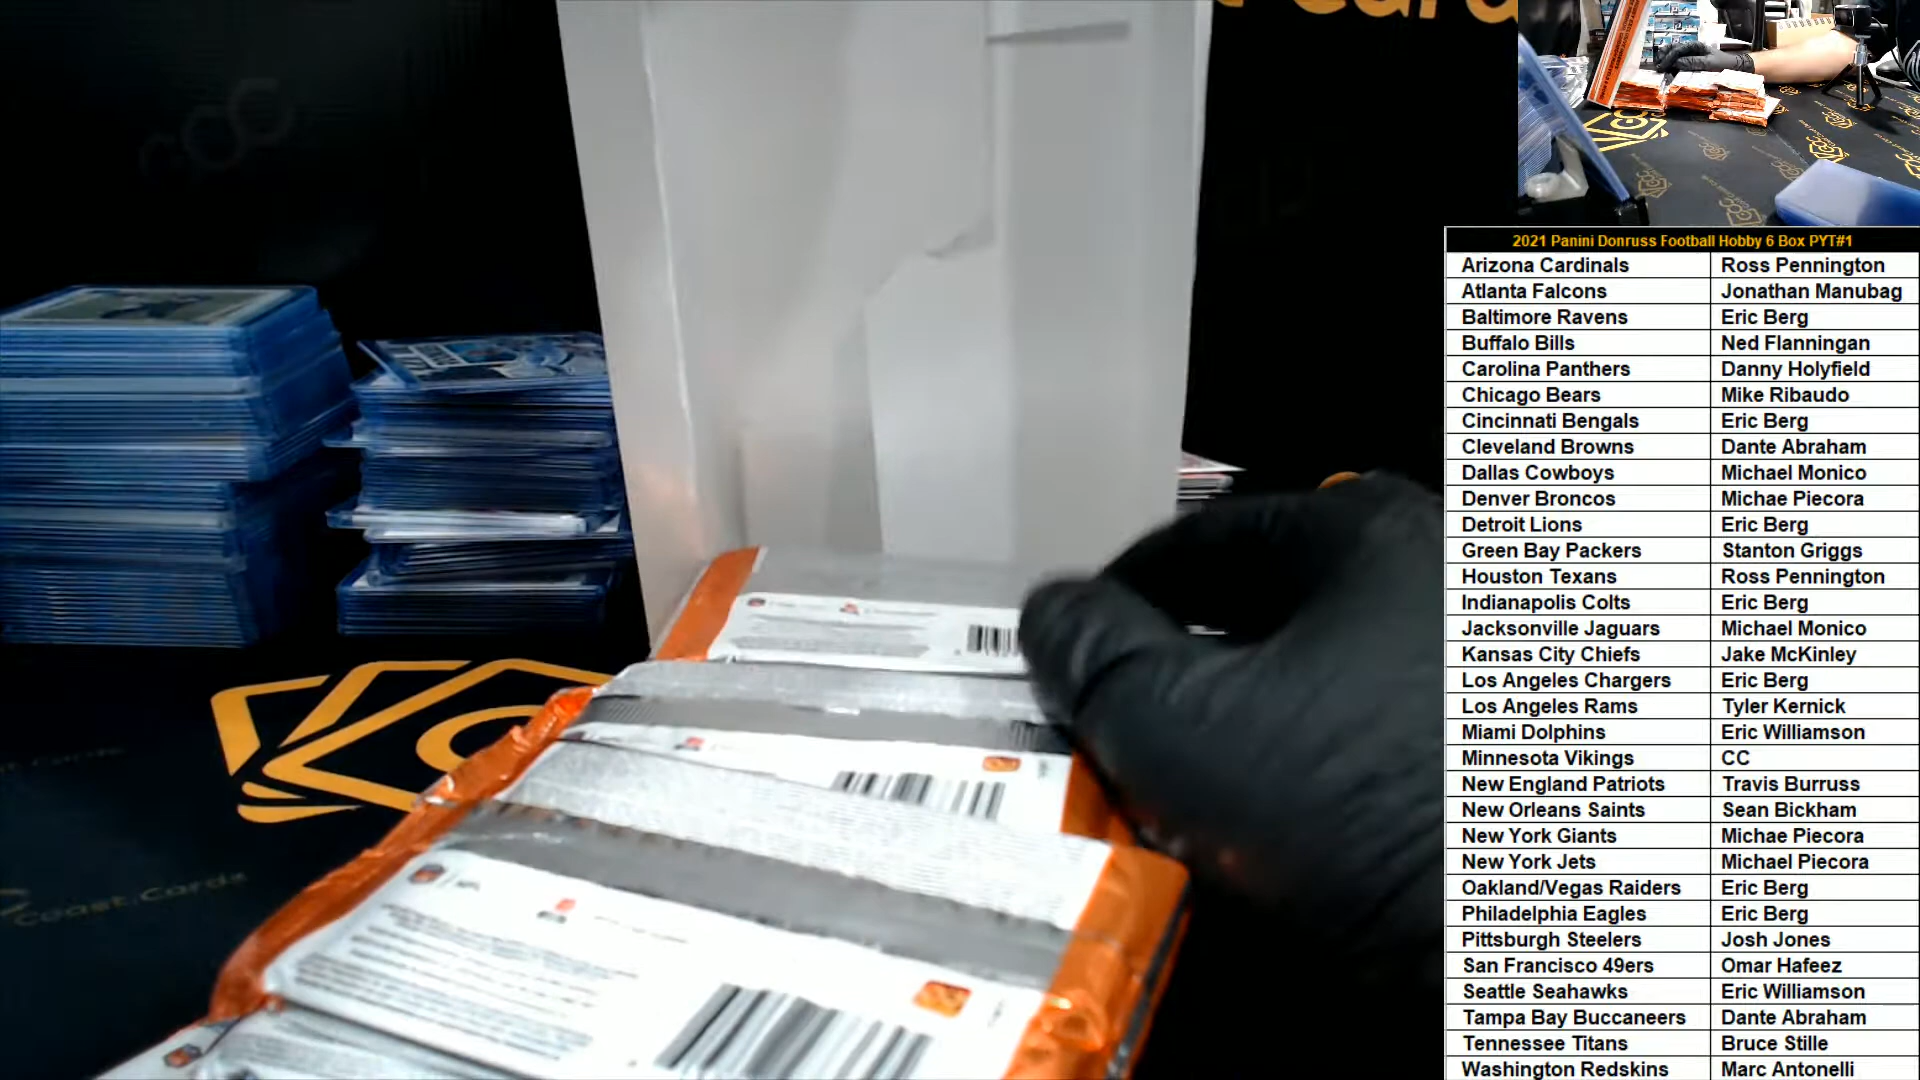 2021 Panini Donruss Football Hobby 6 Box PYT#1
Arizona Cardinals Ross Pennington
Atlanta Falcons Jonathan Manubag
Baltimore Ravens Eric Berg
Buffalo Bills Ned Flanningan
Carolina Panthers Danny Holyfield
Chicago Bears Mike Ribaudo
Cincinnati Bengals Eric Berg
Cleveland Browns Dante Abraham
Dallas Cowboys Michael Monico
Denver Broncos Michae Piecora
Detroit Lions Eric Berg
Green Bay Packers Stanton Griggs
Houston Texans Ross Pennington
Indianapolis Colts Eric Berg
Jacksonville Jaguars Michael Monico
Kansas City Chiefs Jake McKinley
Los Angeles Chargers Eric Berg
Los Angeles Rams Tyler Kernick
Miami Dolphins Eric Williamson
Minnesota Vikings CC
New England Patriots Travis Burruss
New Orleans Saints Sean Bickham
New York Giants Michae Piecora
New York Jets Michael Piecora
Oakland/Vegas Raiders Eric Berg
Philadelphia Eagles Eric Berg
Pittsburgh Steelers Josh Jones
San Francisco 49ers Omar Hafeez
Seattle Seahawks Eric Williamson
Tampa Bay Buccaneers Dante Abraham
Tennessee Titans Bruce Stille
Washington Redskins Marc Antonelli
Coast Cards